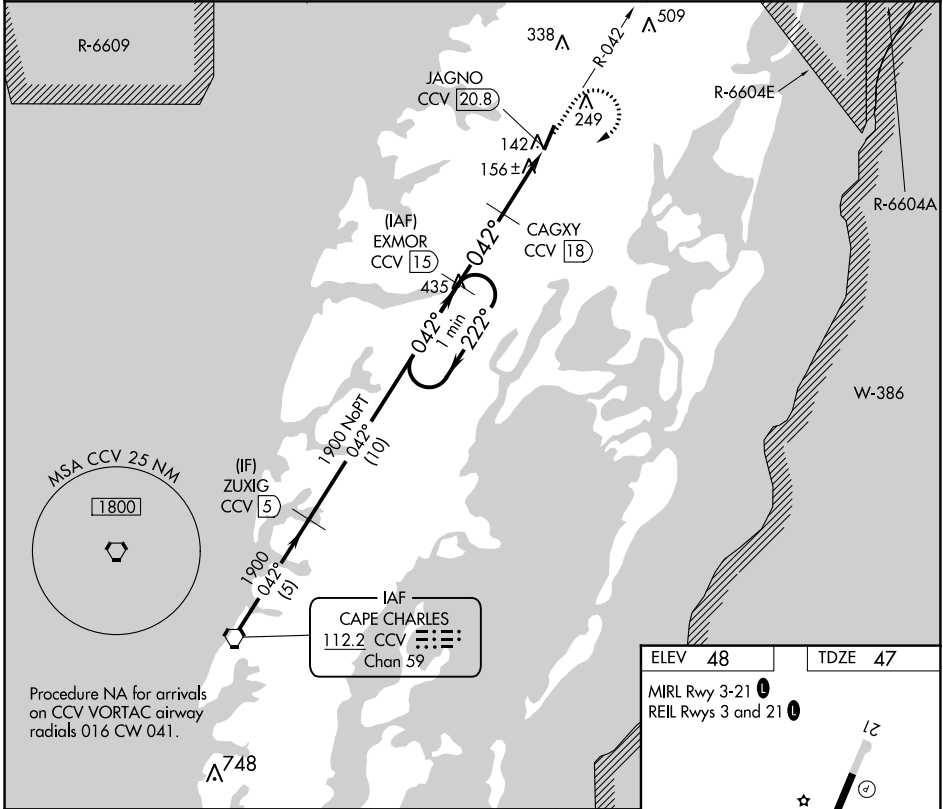 R-6609
338
509
R-042
JAGNO
CCV 20.8
R-6604E
249
142
156 ±
R-6604A
(IAF)
EXMOR
CCV 15
042°
CAGXY
CCV 18
435
042°
1 min
222°
W-386
1900 NoPT
042°
(10)
MSA CCV 25 NM
1800
(IF)
ZUXIG
CCV 5
1900
042°
(5)
IAF
CAPE CHARLES
112.2 CCV
Chan 59
Procedure NA for arrivals
on CCV VORTAC airway
radials 016 CW 041.
748
ELEV 48
TDZE 47
MIRL Rwy 3-21 L
REIL Rwys 3 and 21 L
21
P